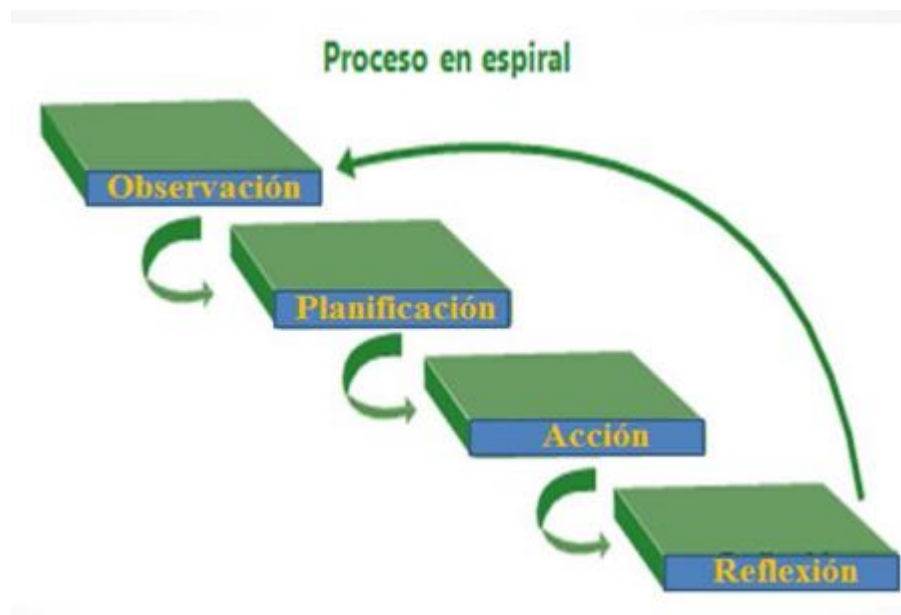 Proceso en espiral
Observación
Planificación
Acción
Reflexión